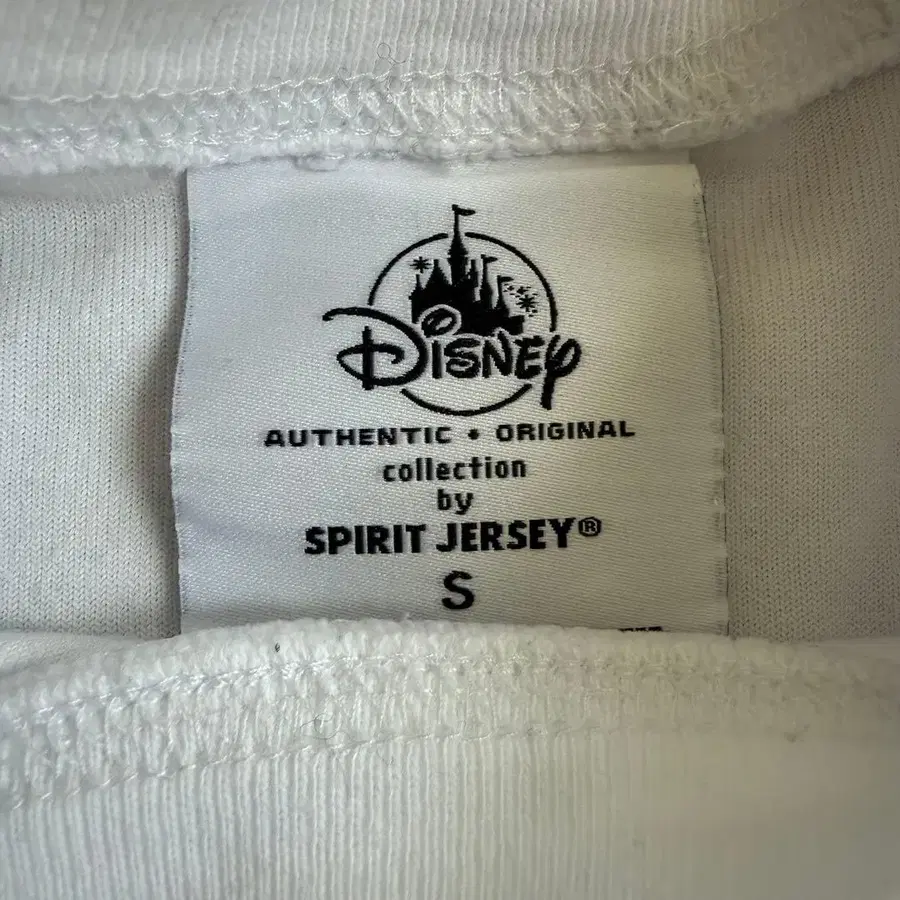 Disney
AUTHENTIC • ORIGINAL
collection
by
SPIRIT JERSEY®
S